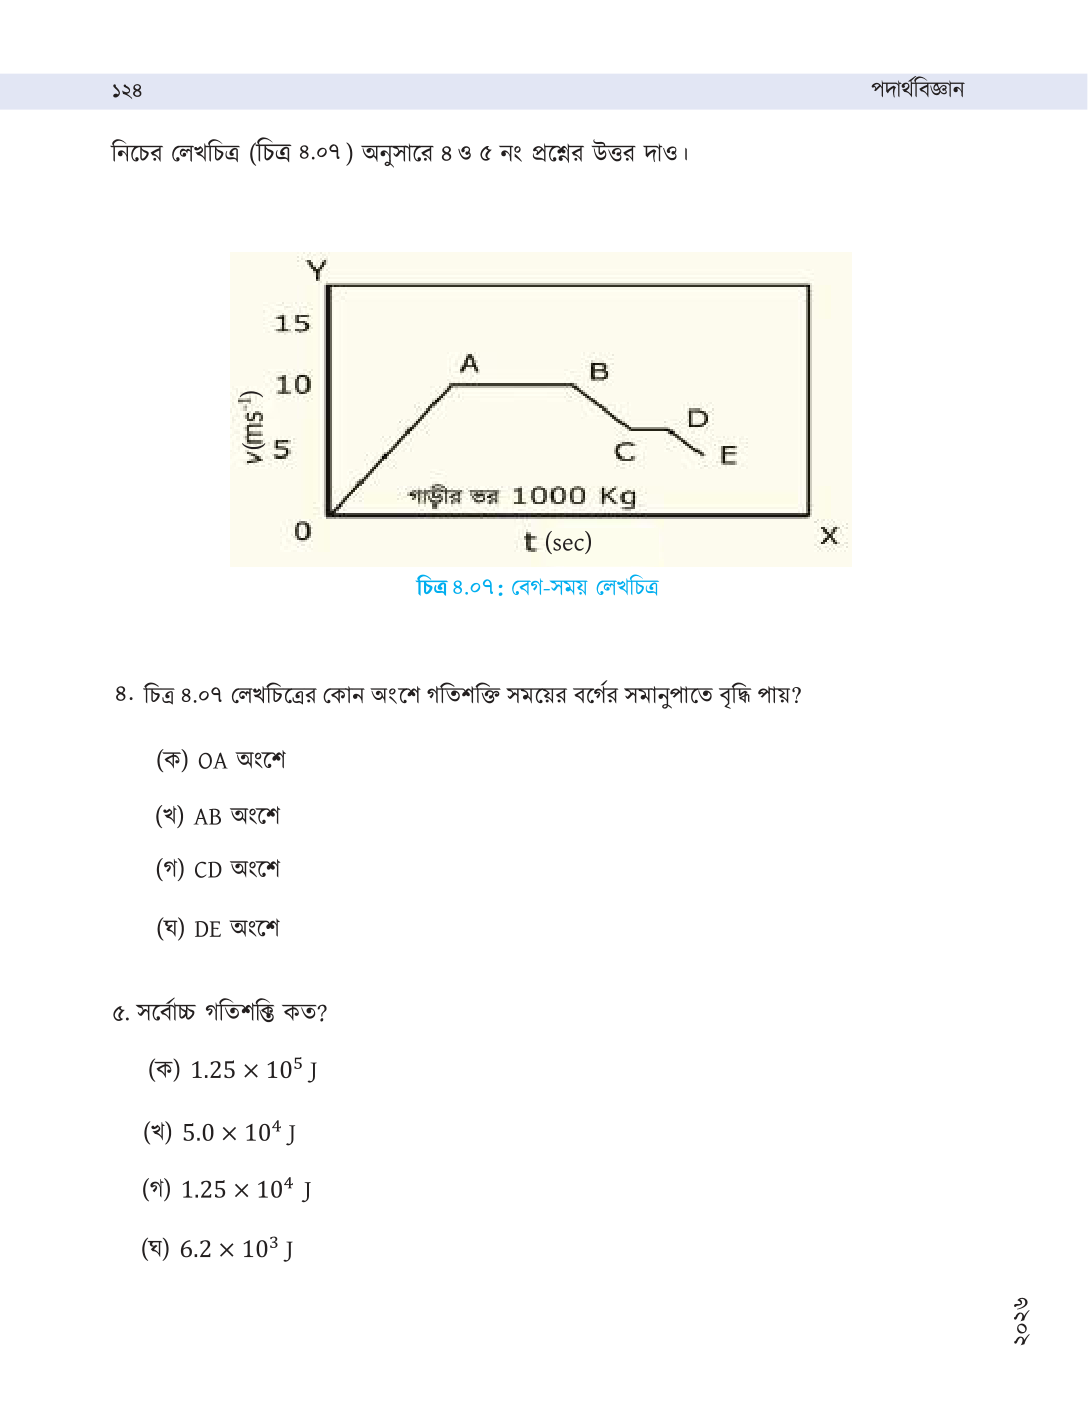 ১২৪ পদার্থবিজ্ঞান
নিচের লেখচিত্র (চিত্র ৪.০৭) অনুসারে ৪ ও ৫ নং প্রশ্নের উত্তর দাও।
Y
15
A
10 B
v(ms⁻¹)
D
5 C E
গাড়ীর ভর 1000 Kg
0 t (sec) X
চিত্র ৪.০৭: বেগ-সময় লেখচিত্র
৪. চিত্র ৪.০৭ লেখচিত্রের কোন অংশে গতিশক্তি সময়ের বর্গের সমানুপাতে বৃদ্ধি পায়?
(ক) OA অংশে
(খ) AB অংশে
(গ) CD অংশে
(ঘ) DE অংশে
৫. সর্বোচ্চ গতিশক্তি কত?
(ক) 1.25 × 10⁵ J
(খ) 5.0 × 10⁴ J
(গ) 1.25 × 10⁴ J
(ঘ) 6.2 × 10³ J
২০২৬